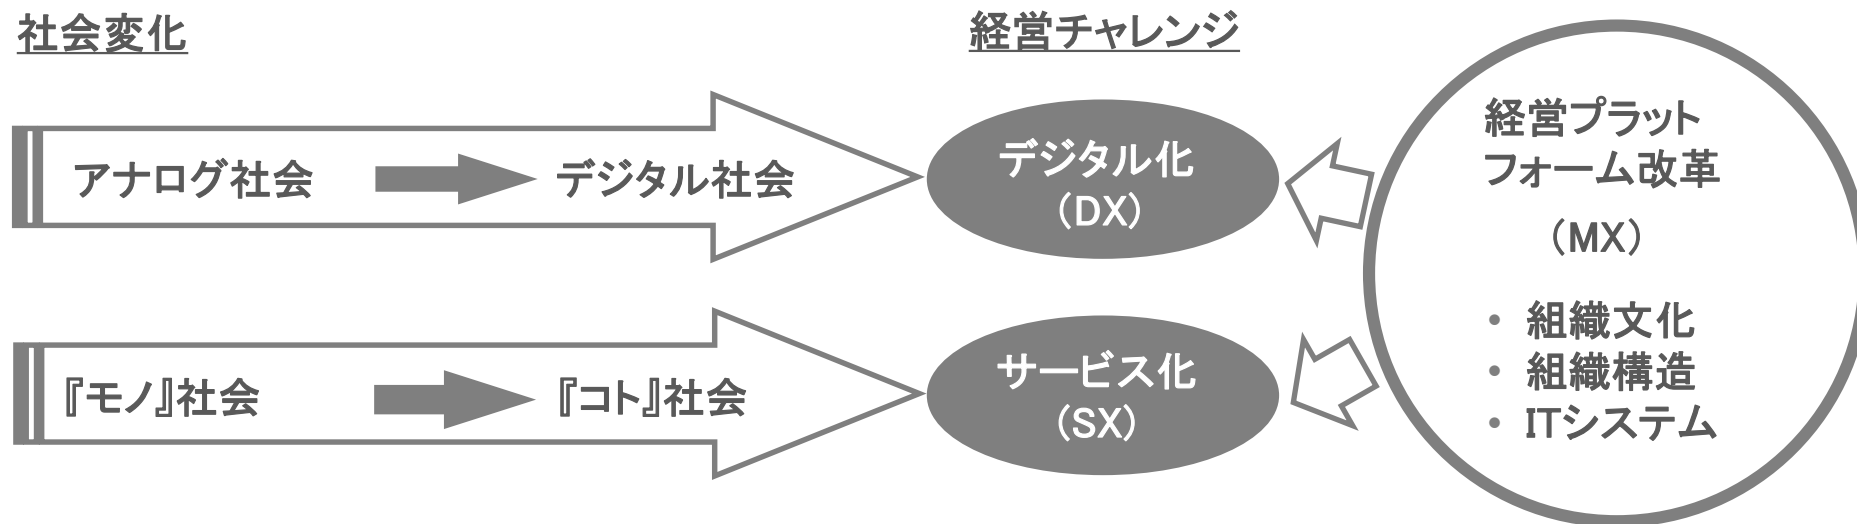 社会変化
経営チャレンジ
アナログ社会
デジタル社会
デジタル化
（DX）
『モノ』社会
『コト』社会
サービス化
（SX）
経営プラット
フォーム改革
（MX）
• 組織文化
• 組織構造
• ITシステム